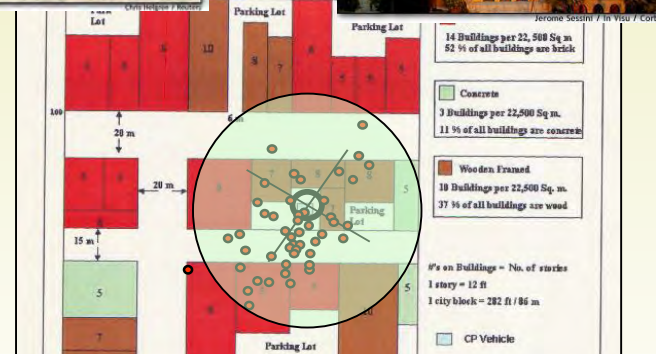 Chris Helgren / Reuters
Jerome Sessini / In Visu / Corb
Park
Lot
Parking Lot
Parking Lot
14 Buildings per 22,500 Sq m
52 % of all buildings are brick
10
8
7
6
100
20 m
Concrete
3 Buildings per 22,500 Sq m.
11 % of all buildings are concrete
20 m
7
5
Parking
Lot
Wooden Framed
10 Buildings per 22,500 Sq. m.
37 % of all buildings are wood
15 m
5
5
#'s on Buildings = No. of stories
1 story = 12 ft
1 city block = 282 ft / 86 m
7
10
Parking Lot
CP Vehicle